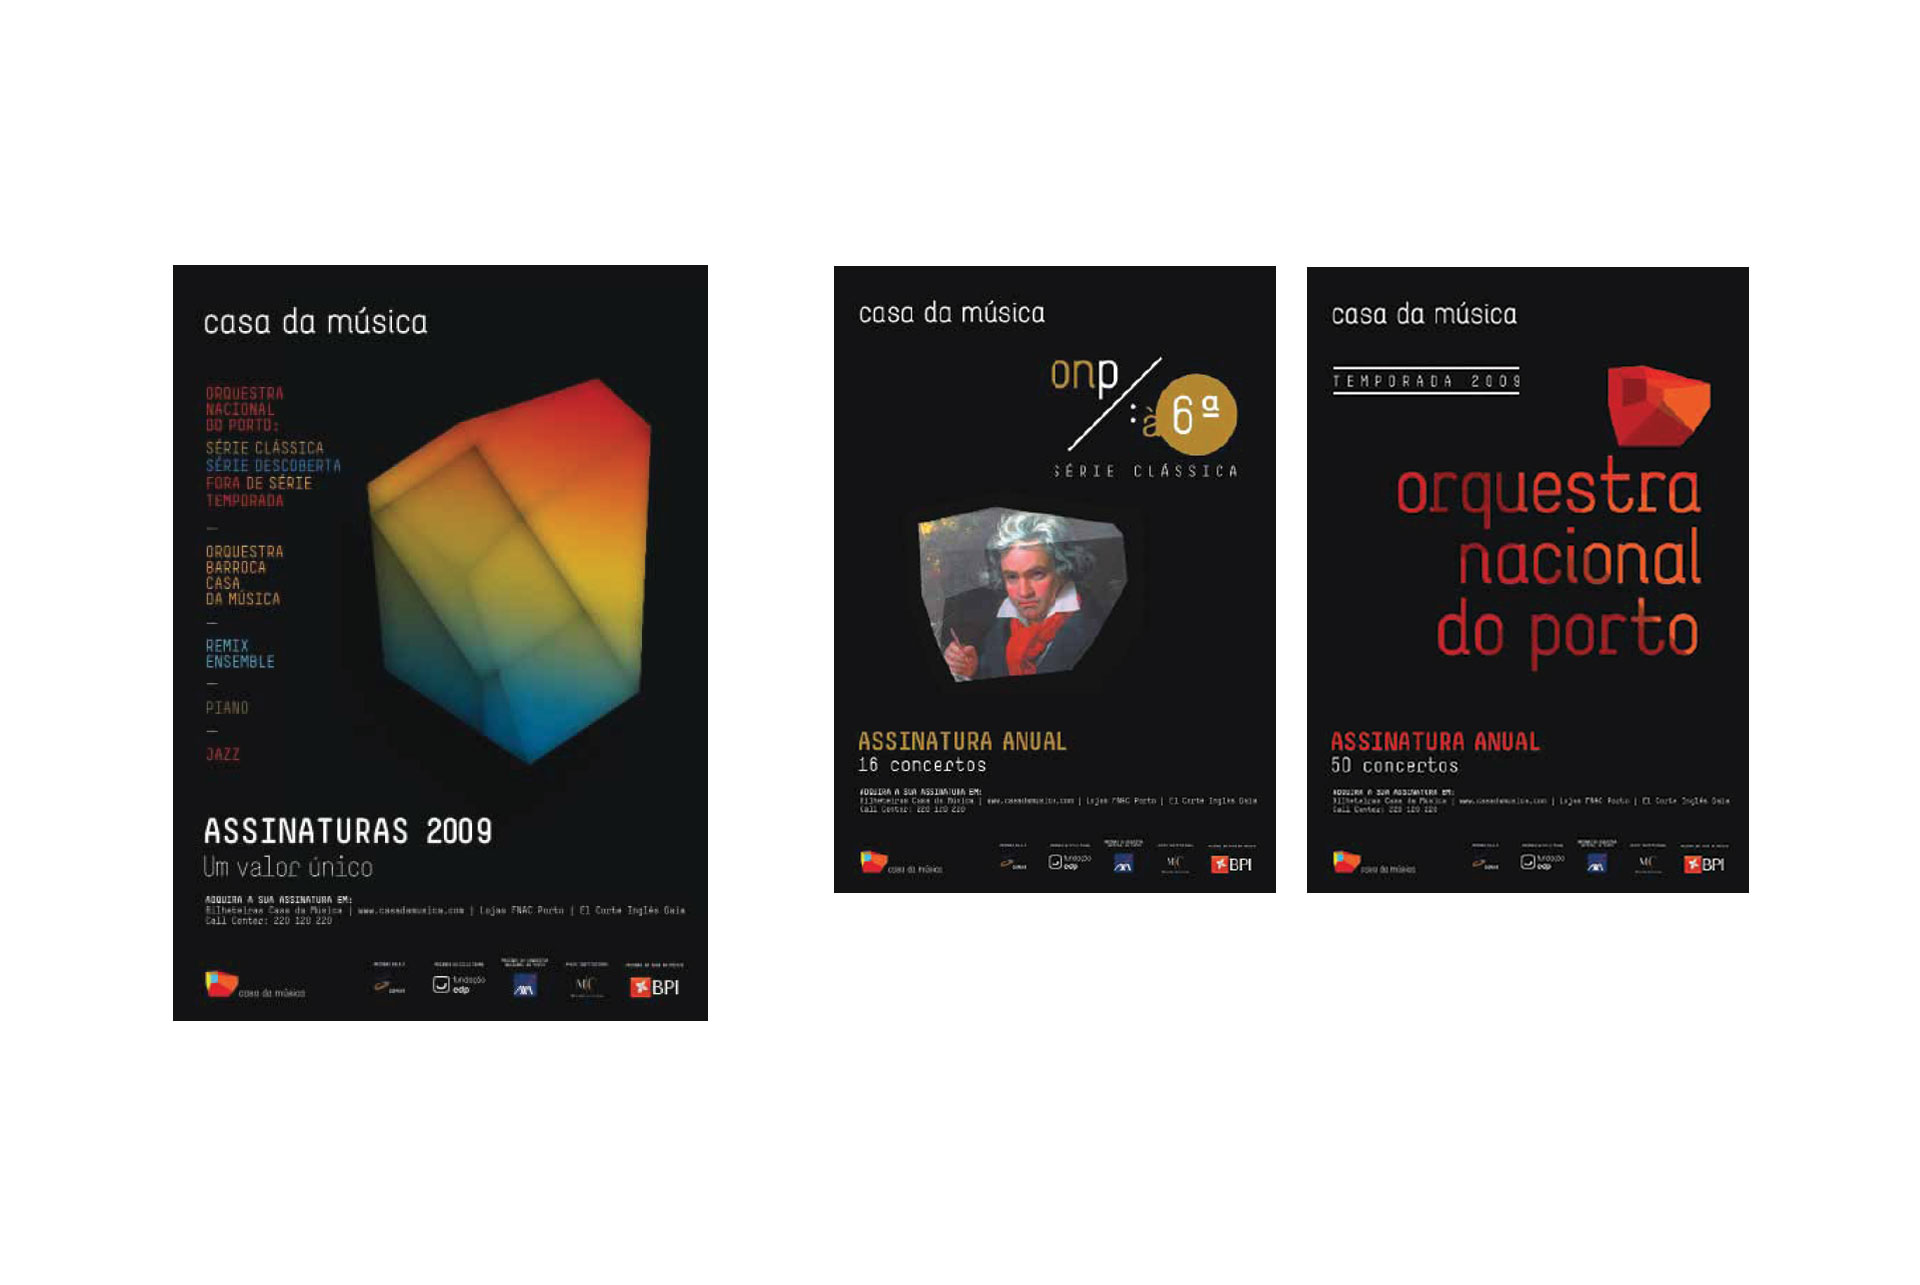 casa da música
ORQUESTRA
NACIONAL
DO PORTO:
SÉRIE CLÁSSICA
SÉRIE DESCOBERTA
FORA DE SÉRIE
TEMPORADA
—
ORQUESTRA
BARROCA
CASA
DA MÚSICA
—
REMIX
ENSEMBLE
—
PIANO
—
JAZZ
ASSINATURAS 2009
Um valor único
ADQUIRA A SUA ASSINATURA EM:
Bilheteiras Casa da Música | www.casadamusica.com | Lojas FNAC Porto | El Corte Inglés Gaia
Call Center: 220 120 220
casa da música
fundação
edp
AXA
MC
BPI
casa da música
onp
: à 6ª
SÉRIE CLÁSSICA
ASSINATURA ANUAL
16 concertos
ADQUIRA A SUA ASSINATURA EM:
Bilheteiras Casa da Música | www.casadamusica.com | Lojas FNAC Porto | El Corte Inglés Gaia
Call Center: 220 120 220
casa da música
fundação
edp
AXA
MC
BPI
casa da música
TEMPORADA 2009
orquestra
nacional
do porto
ASSINATURA ANUAL
50 concertos
ADQUIRA A SUA ASSINATURA EM:
Bilheteiras Casa da Música | www.casadamusica.com | Lojas FNAC Porto | El Corte Inglés Gaia
Call Center: 220 120 220
casa da música
fundação
edp
AXA
MC
BPI